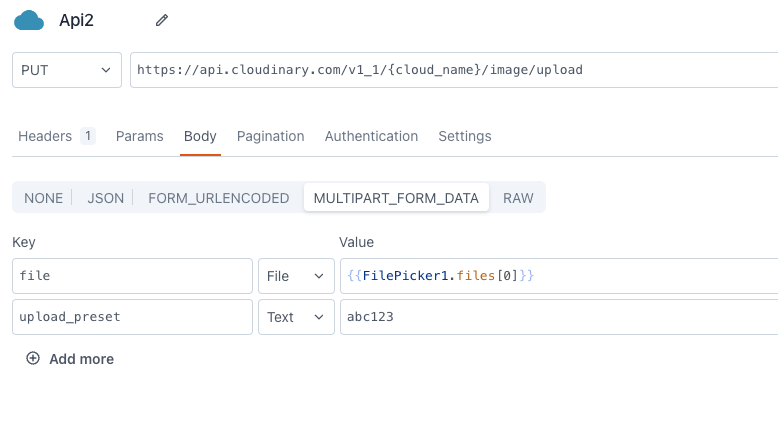 Api2
PUT https://api.cloudinary.com/v1_1/{cloud_name}/image/upload
Headers 1 Params Body Pagination Authentication Settings
NONE JSON FORM_URLENCODED MULTIPART_FORM_DATA RAW
Key Value
file File {{FilePicker1.files[0]}}
upload_preset Text abc123
Add more